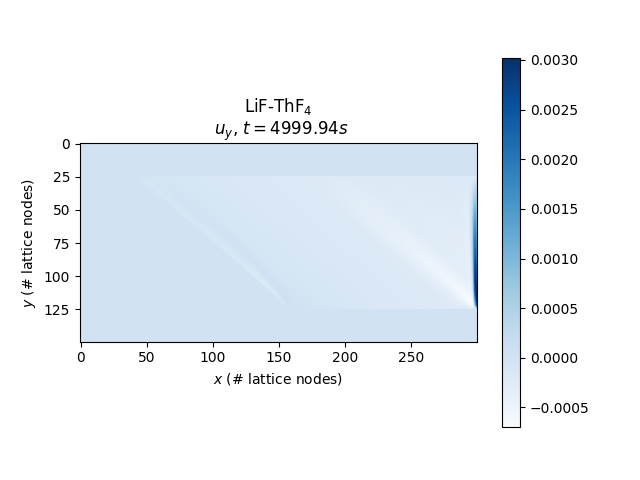 LiF-ThF₄
u_y, t = 4999.94s
0
25
50
75
100
125
y (# lattice nodes)
0 50 100 150 200 250
x (# lattice nodes)
0.0030
0.0025
0.0020
0.0015
0.0010
0.0005
0.0000
−0.0005